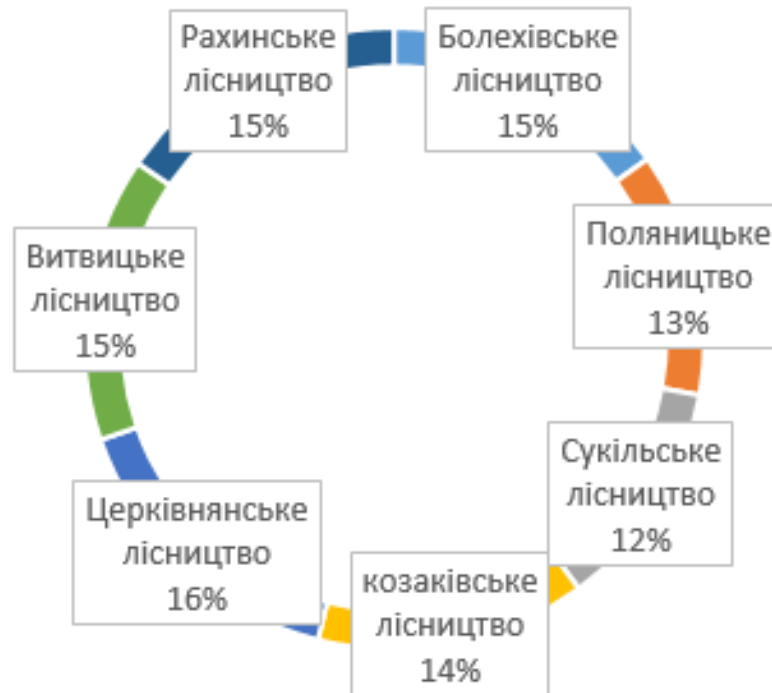 Рахинське
лісництво
15%
Болехівське
лісництво
15%
Поляницьке
лісництво
13%
Сукільське
лісництво
12%
козаківське
лісництво
14%
Церківнянське
лісництво
16%
Витвицьке
лісництво
15%